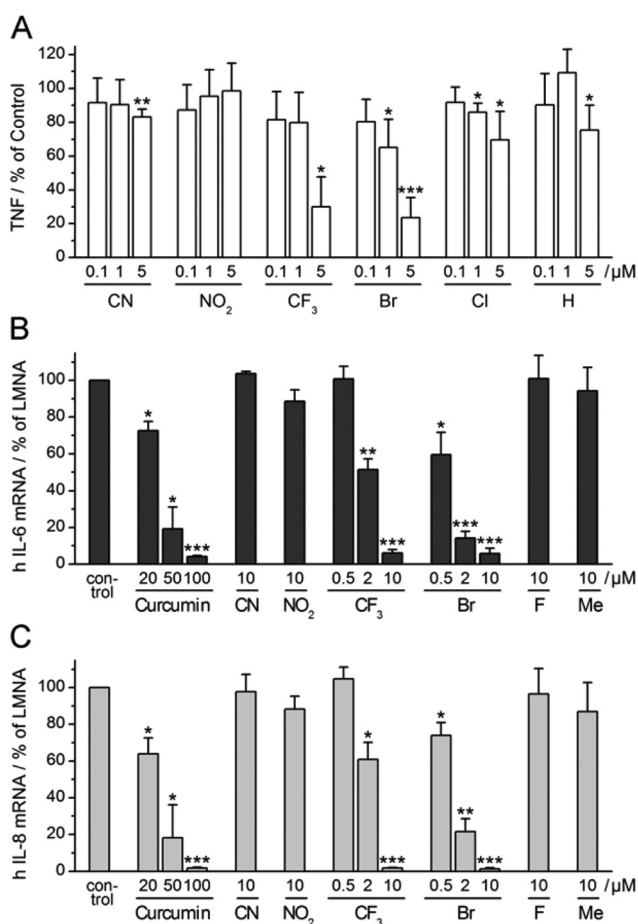 A
TNF / % of Control
120
100
80
60
40
20
0
** * * *** * * *
0.1 1 5 0.1 1 5 0.1 1 5 0.1 1 5 0.1 1 5 0.1 1 5 /µM
CN NO₂ CF₃ Br Cl H
B
h IL-6 mRNA / % of LMNA
100
80
60
40
20
0
* * *** ** *** * *** ***
con-
trol
20 50 100 10 10 0.5 2 10 0.5 2 10 10 10 /µM
Curcumin CN NO₂ CF₃ Br F Me
C
h IL-8 mRNA / % of LMNA
100
80
60
40
20
0
* * *** * *** * ** ***
con-
trol
20 50 100 10 10 0.5 2 10 0.5 2 10 10 10 /µM
Curcumin CN NO₂ CF₃ Br F Me